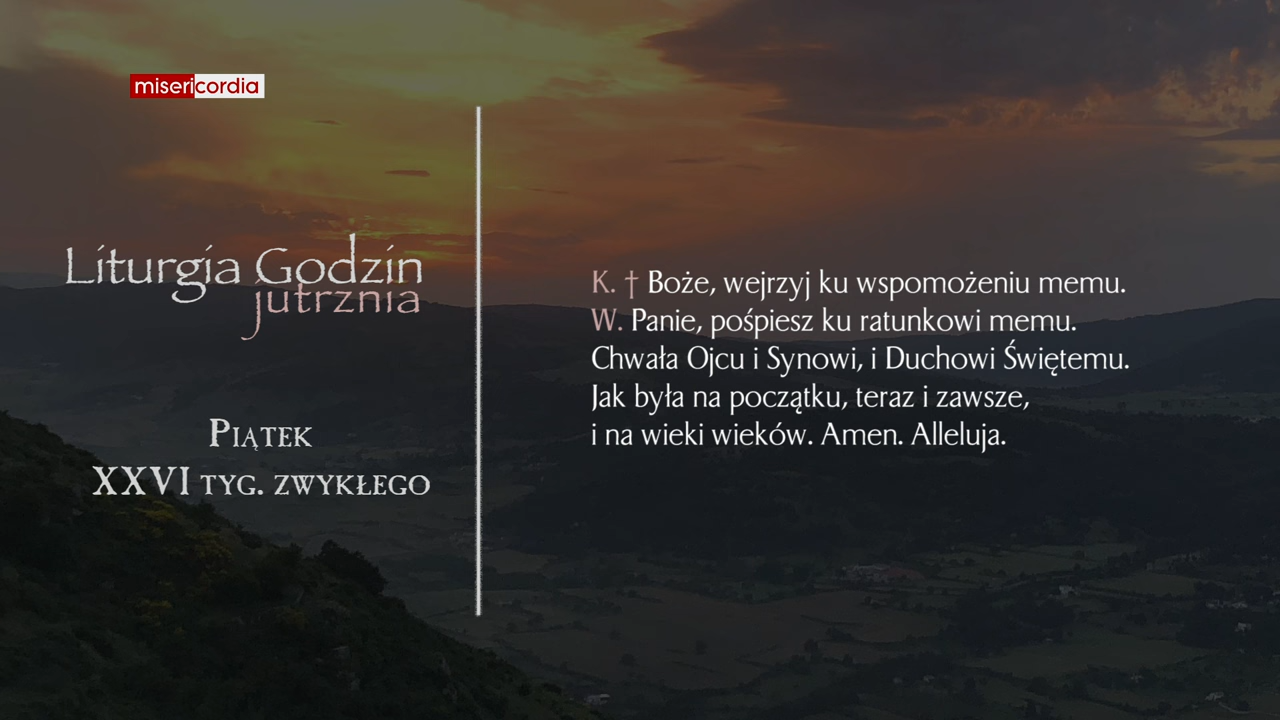 misericordia
Liturgia Godzin
jutrznia
Piątek
XXVI tyg. zwykłego
K. † Boże, wejrzyj ku wspomożeniu memu.
W. Panie, pośpiesz ku ratunkowi memu.
Chwała Ojcu i Synowi, i Duchowi Świętemu.
Jak była na początku, teraz i zawsze,
i na wieki wieków. Amen. Alleluja.